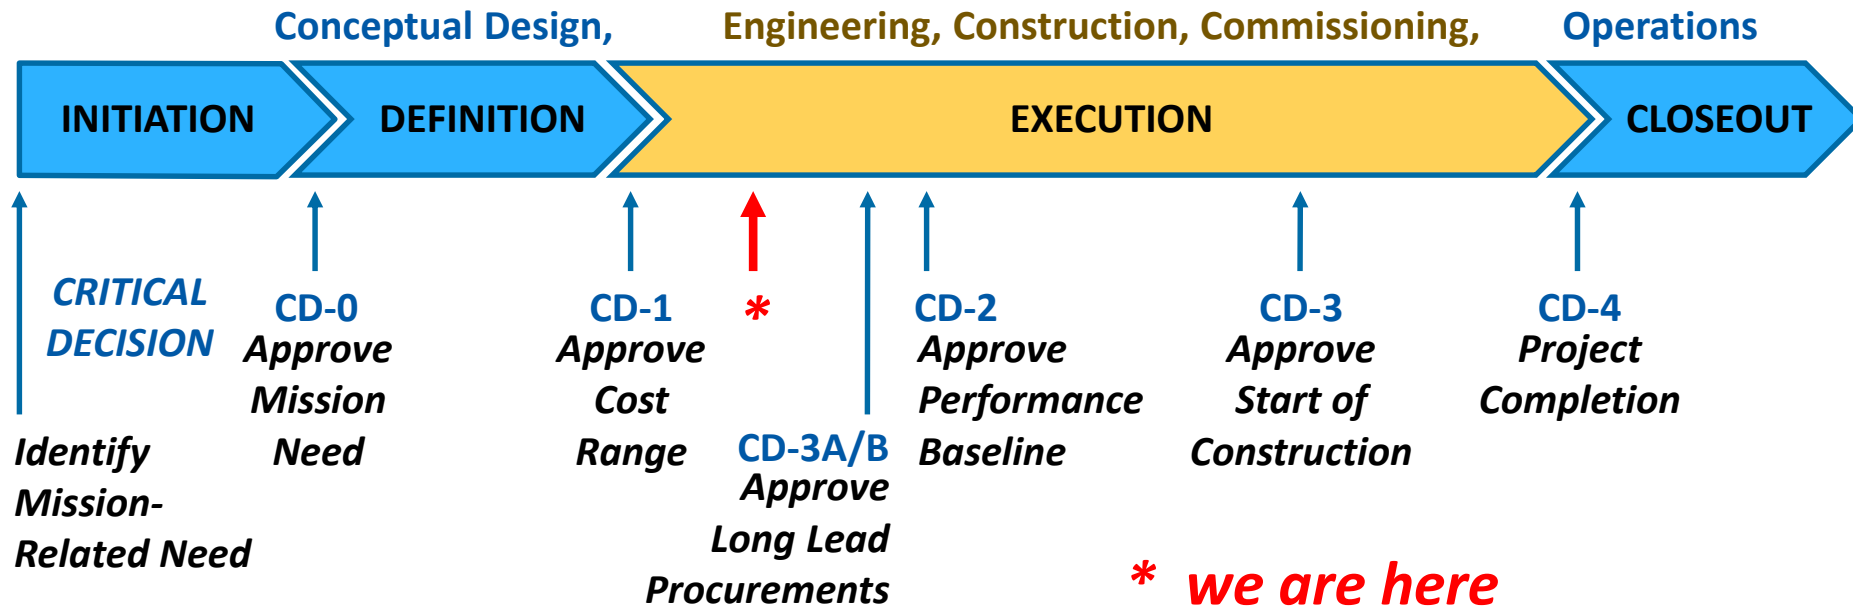 Conceptual Design, Engineering, Construction, Commissioning, Operations
INITIATION
DEFINITION
EXECUTION
CLOSEOUT
CRITICAL
DECISION
Identify
Mission-
Related Need
CD-0
Approve
Mission
Need
CD-1
Approve
Cost
Range
*
CD-3A/B
Approve
Long Lead
Procurements
CD-2
Approve
Performance
Baseline
CD-3
Approve
Start of
Construction
CD-4
Project
Completion
* we are here